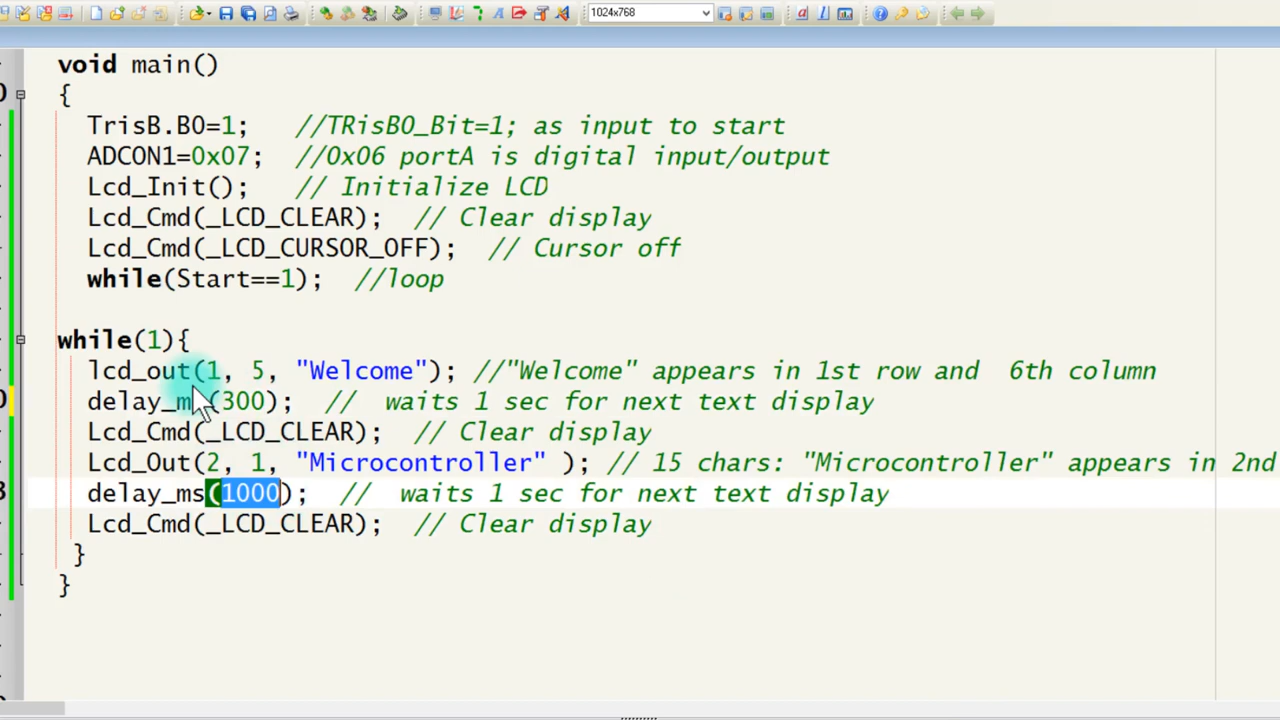 1024x768
void main()
{
TrisB.B0=1; //TRisB0_Bit=1; as input to start
ADCON1=0x07; //0x06 portA is digital input/output
Lcd_Init(); // Initialize LCD
Lcd_Cmd(_LCD_CLEAR); // Clear display
Lcd_Cmd(_LCD_CURSOR_OFF); // Cursor off
while(Start==1); //loop
while(1){
lcd_out(1, 5, "Welcome"); //"Welcome" appears in 1st row and 6th column
delay_m (300); // waits 1 sec for next text display
Lcd_Cmd(_LCD_CLEAR); // Clear display
Lcd_Out(2, 1, "Microcontroller" ); // 15 chars: "Microcontroller" appears in 2nd
delay_ms(1000); // waits 1 sec for next text display
Lcd_Cmd(_LCD_CLEAR); // Clear display
}
}